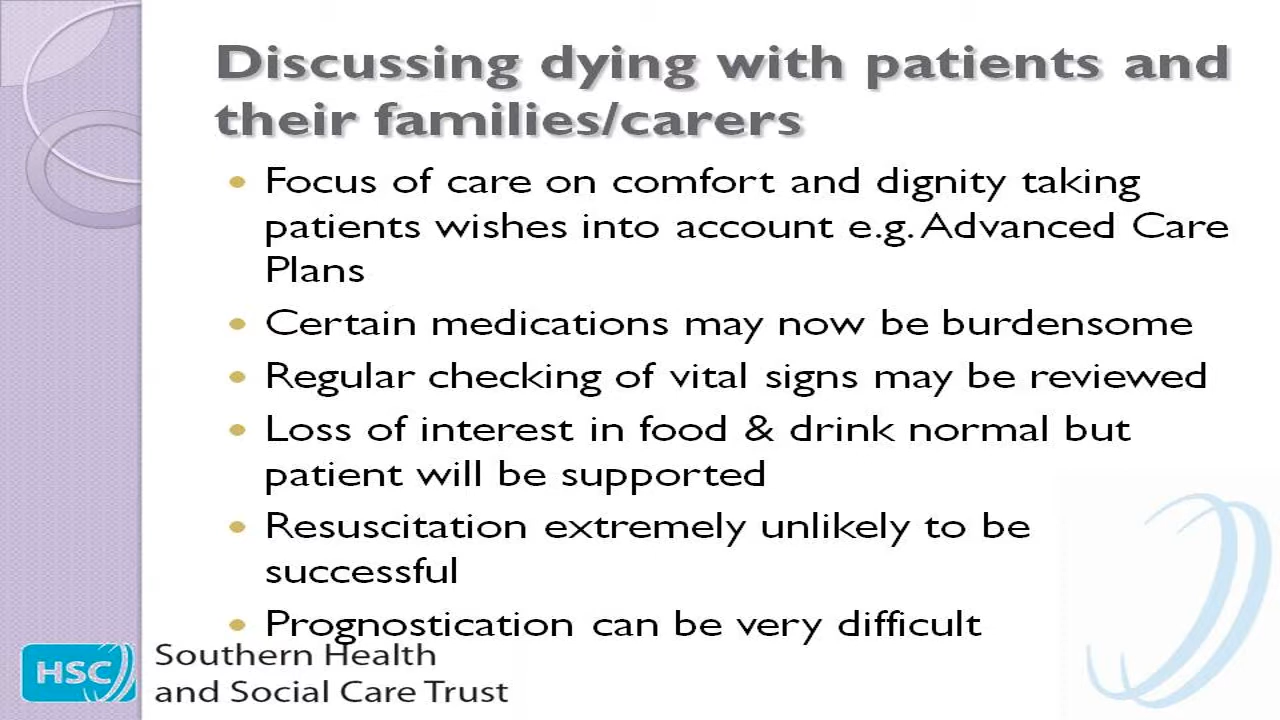 Discussing dying with patients and
their families/carers
Focus of care on comfort and dignity taking
patients wishes into account e.g. Advanced Care
Plans
Certain medications may now be burdensome
Regular checking of vital signs may be reviewed
Loss of interest in food & drink normal but
patient will be supported
Resuscitation extremely unlikely to be
successful
Prognostication can be very difficult
HSC
Southern Health
and Social Care Trust